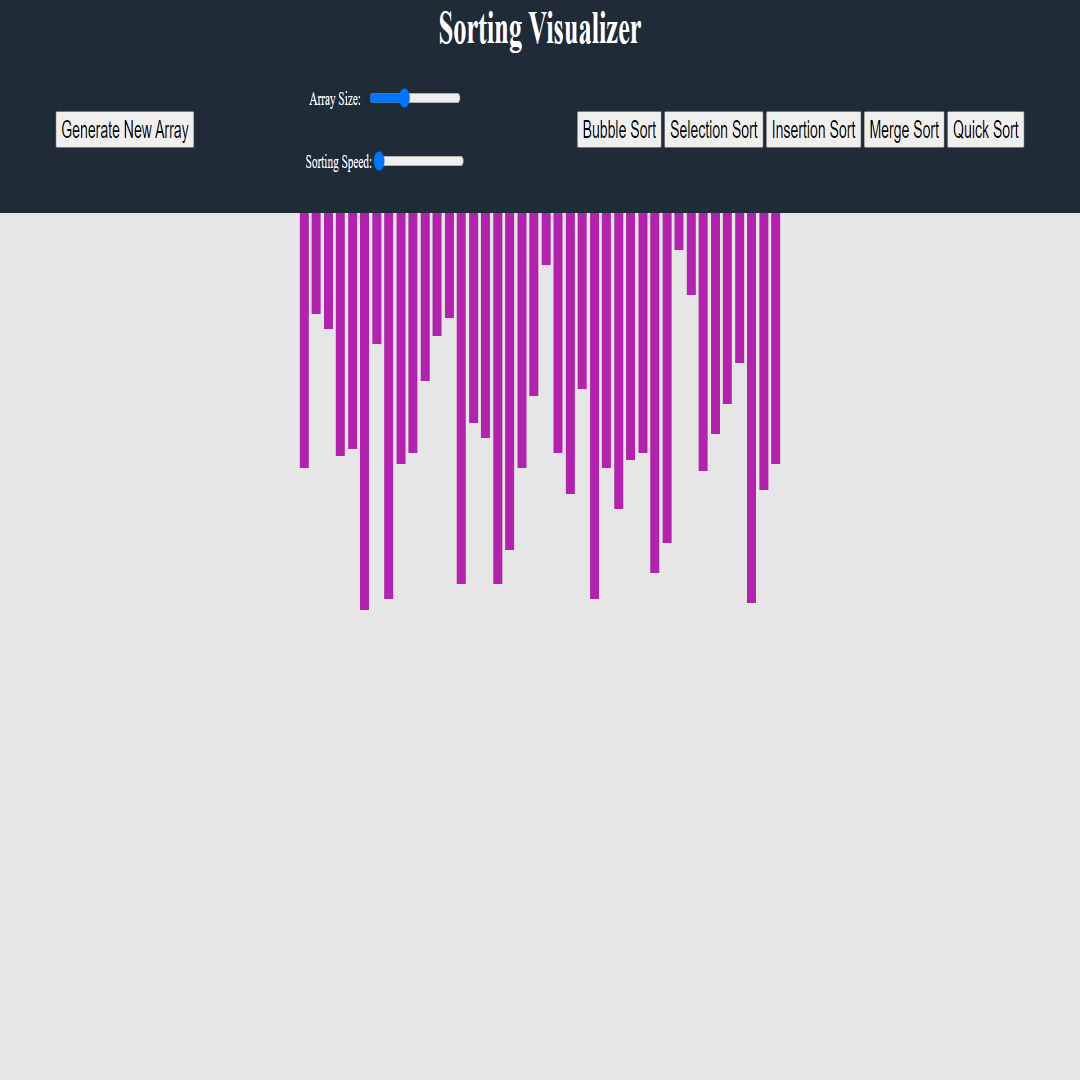 Sorting Visualizer
Array Size:
Generate New Array
Bubble Sort Selection Sort Insertion Sort Merge Sort Quick Sort
Sorting Speed: